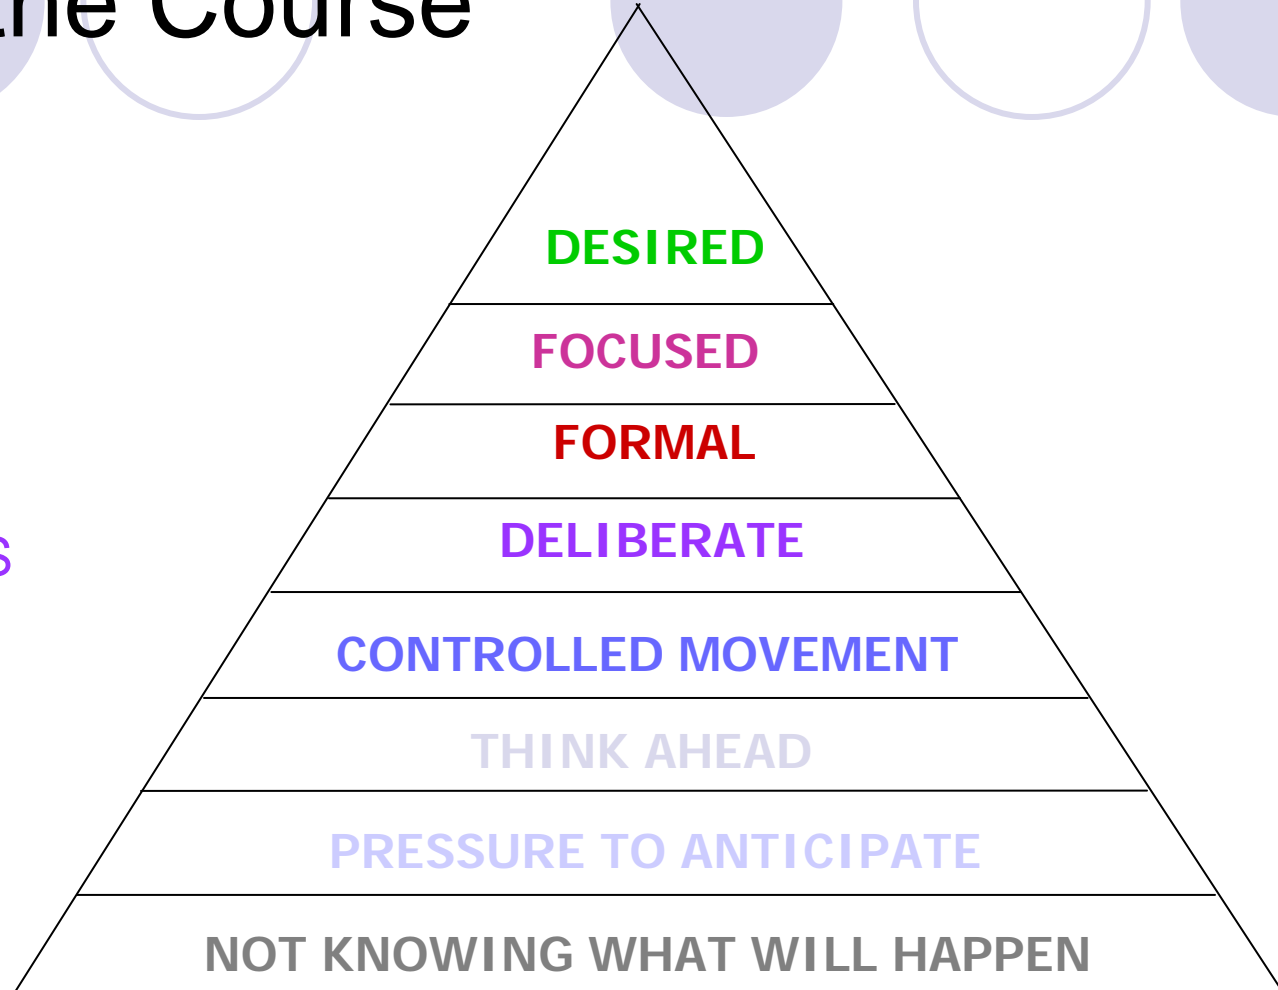 the Course
DESIRED
FOCUSED
FORMAL
DELIBERATE
s
CONTROLLED MOVEMENT
THINK AHEAD
PRESSURE TO ANTICIPATE
NOT KNOWING WHAT WILL HAPPEN